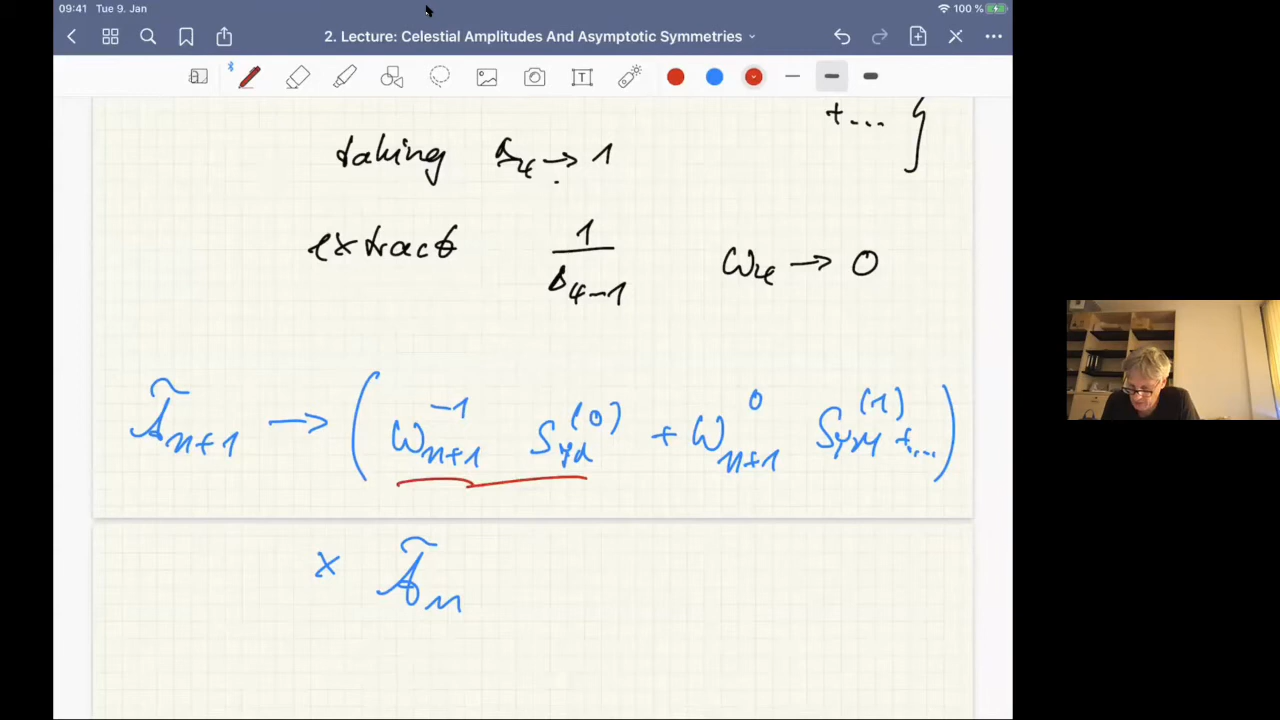 09:41 Tue 9. Jan 100 %
2. Lecture: Celestial Amplitudes And Asymptotic Symmetries
T
+...
taking Δ₄ → 1
extract 1/(Δ₄−1) ω₄ → 0
Ã_{n+1} → ( ω_{n+1}^{−1} S_{YM}^{(0)} + ω_{n+1}^{0} S_{YM}^{(1)} +... )
× Ã_n